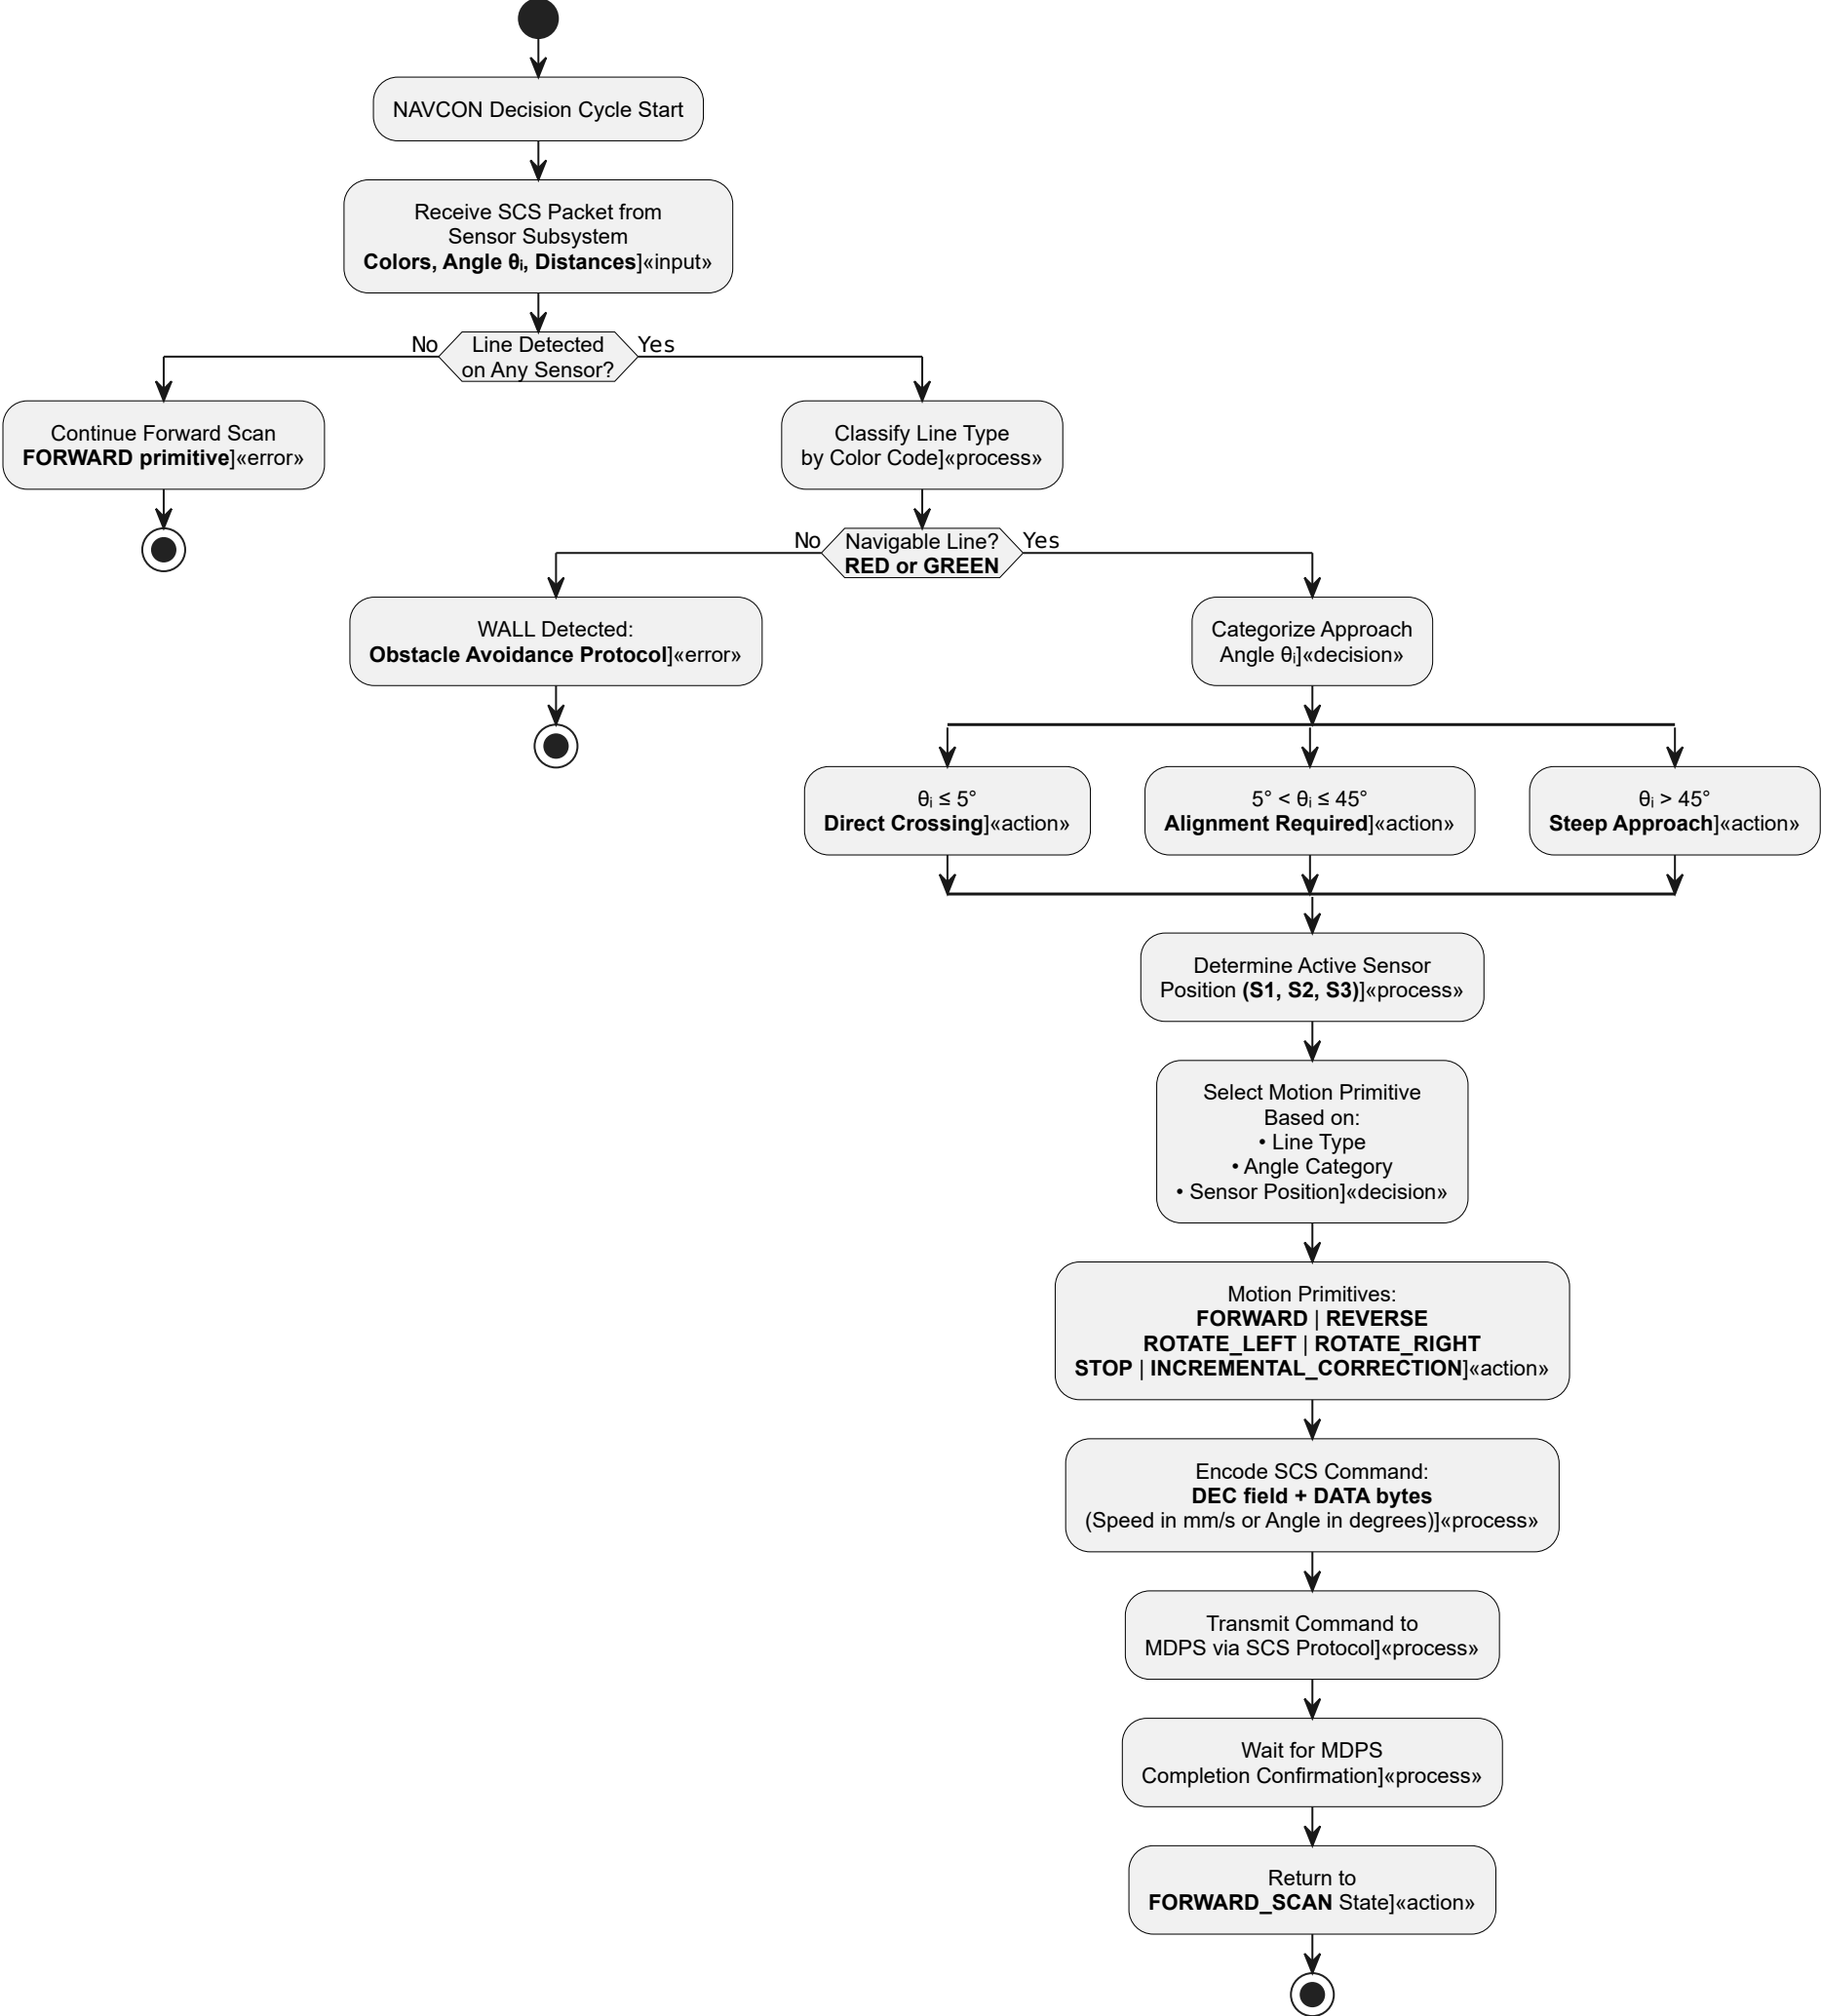 NAVCON Decision Cycle Start
Receive SCS Packet from
Sensor Subsystem
Colors, Angle θᵢ, Distances]«input»
No
Line Detected
on Any Sensor?
Yes
Continue Forward Scan
FORWARD primitive]«error»
Classify Line Type
by Color Code]«process»
No
Navigable Line?
RED or GREEN
Yes
WALL Detected:
Obstacle Avoidance Protocol]«error»
Categorize Approach
Angle θᵢ]«decision»
θᵢ ≤ 5°
Direct Crossing]«action»
5° < θᵢ ≤ 45°
Alignment Required]«action»
θᵢ > 45°
Steep Approach]«action»
Determine Active Sensor
Position (S1, S2, S3)]«process»
Select Motion Primitive
Based on:
• Line Type
• Angle Category
• Sensor Position]«decision»
Motion Primitives:
FORWARD | REVERSE
ROTATE_LEFT | ROTATE_RIGHT
STOP | INCREMENTAL_CORRECTION]«action»
Encode SCS Command:
DEC field + DATA bytes
(Speed in mm/s or Angle in degrees)]«process»
Transmit Command to
MDPS via SCS Protocol]«process»
Wait for MDPS
Completion Confirmation]«process»
Return to
FORWARD_SCAN State]«action»